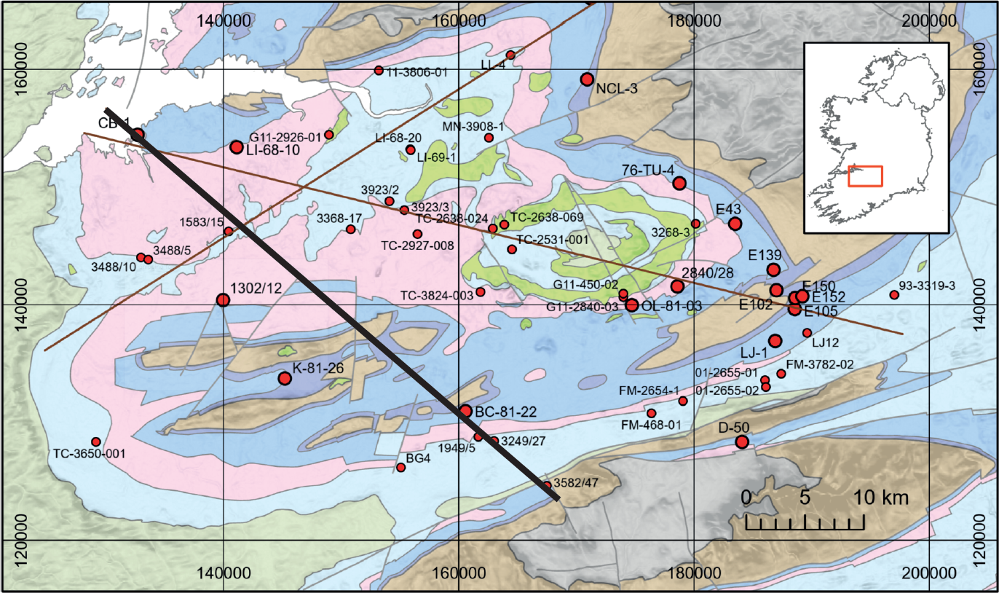 140000
160000
180000
200000
160000
160000
LL-4
11-3806-01
NCL-3
CB-1
G11-2926-01
LI-68-10
LI-68-20
LI-69-1
MN-3908-1
76-TU-4
3923/2
3923/3
TC-2638-024
TC-2638-069
E43
3268-3
1583/15
3368-17
TC-2927-008
TC-2531-001
3488/5
3488/10
E139
2840/28
1302/12
TC-3824-003
G11-450-02
G11-2840-03
OL-81-03
E102
E150
E152
E105
93-3319-3
140000
140000
LJ12
LJ-1
K-81-26
01-2655-01
FM-3782-02
FM-2654-1
01-2655-02
BC-81-22
FM-468-01
D-50
TC-3650-001
1949/5
3249/27
BG4
3582/47
0 5 10 km
120000
120000
140000
160000
180000
200000